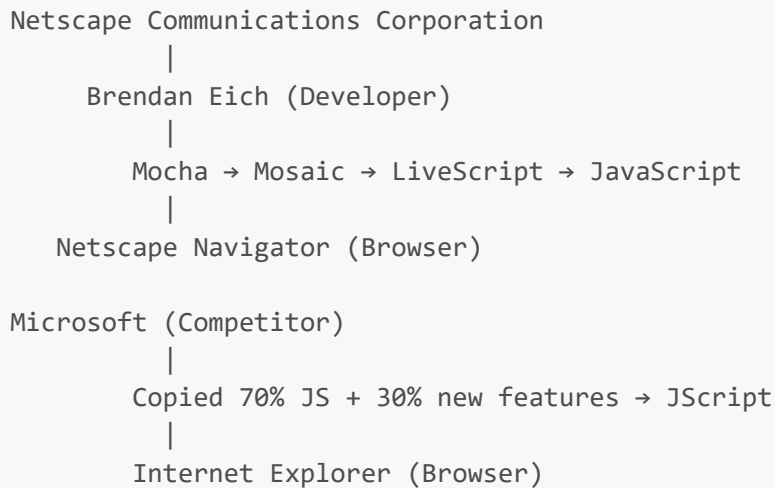 Netscape Communications Corporation
|
Brendan Eich (Developer)
|
Mocha → Mosaic → LiveScript → JavaScript
|
Netscape Navigator (Browser)
Microsoft (Competitor)
|
Copied 70% JS + 30% new features → JScript
|
Internet Explorer (Browser)